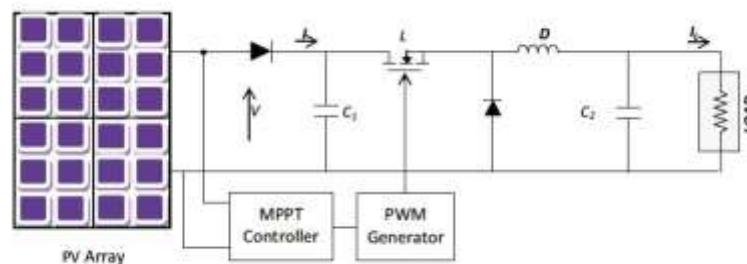 L
D
V
C₁
C₂
MPPT
Controller
PWM
Generator
PV Array